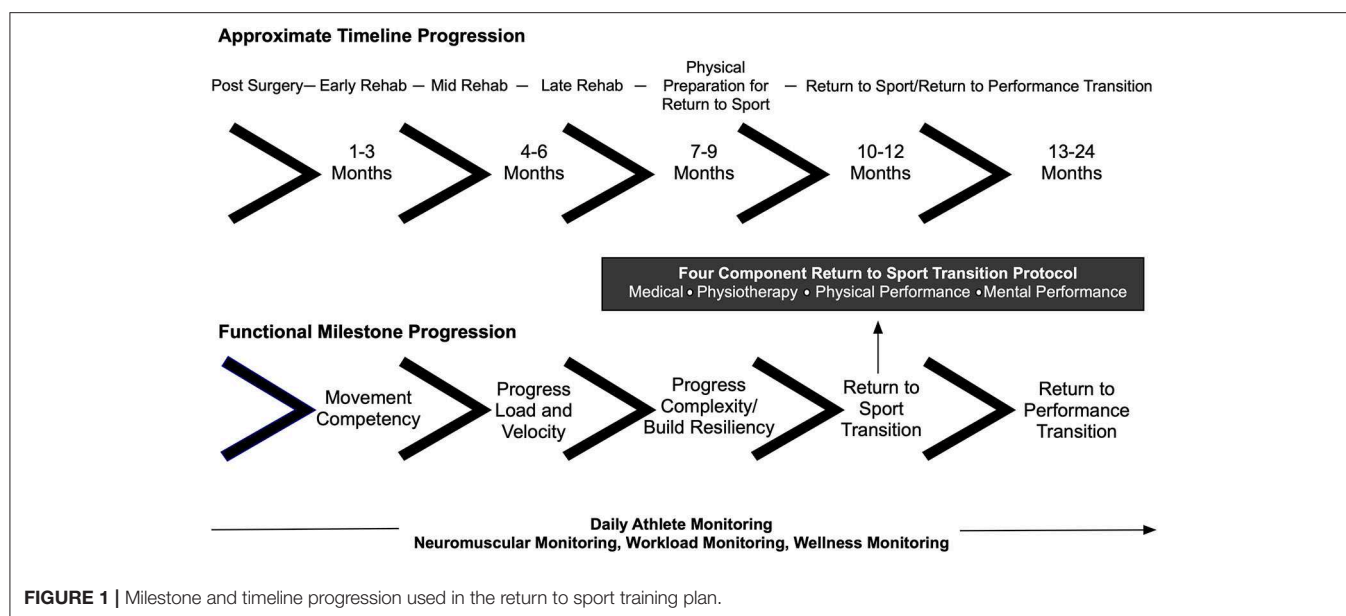 Approximate Timeline Progression
Physical
Post Surgery— Early Rehab — Mid Rehab — Late Rehab — Preparation for — Return to Sport/Return to Performance Transition
Return to Sport
1-3
Months
4-6
Months
7-9
Months
10-12
Months
13-24
Months
Four Component Return to Sport Transition Protocol
Medical • Physiotherapy • Physical Performance • Mental Performance
Functional Milestone Progression
Movement
Competency
Progress
Load and
Velocity
Progress
Complexity/
Build Resiliency
Return to
Sport
Transition
Return to
Performance
Transition
Daily Athlete Monitoring
Neuromuscular Monitoring, Workload Monitoring, Wellness Monitoring
FIGURE 1 | Milestone and timeline progression used in the return to sport training plan.